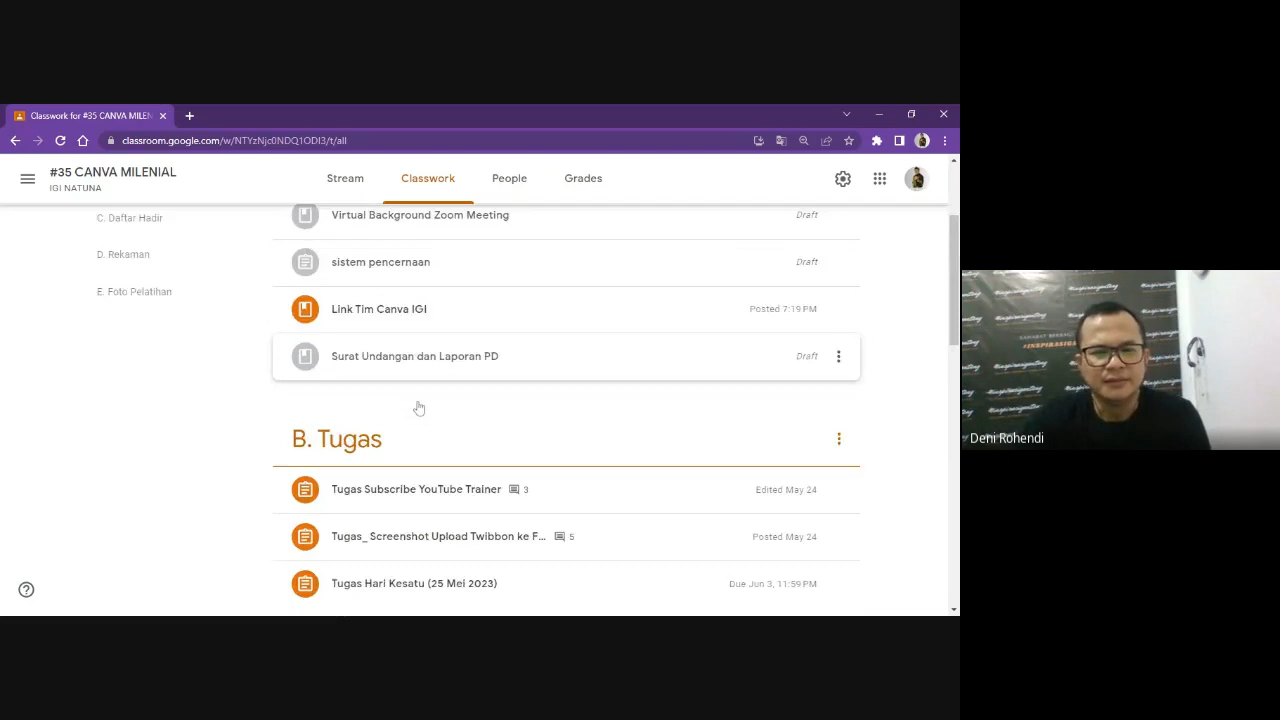 Classwork for #35 CANVA MILEN
classroom.google.com/w/NTYzNjc0NDQ1ODI3/t/all
#35 CANVA MILENIAL
IGI NATUNA
Stream Classwork People Grades
C. Daftar Hadir
D. Rekaman
E. Foto Pelatihan
Virtual Background Zoom Meeting Draft
sistem pencernaan Draft
Link Tim Canva IGI Posted 7:19 PM
Surat Undangan dan Laporan PD Draft
B. Tugas
Tugas Subscribe YouTube Trainer 3 Edited May 24
Tugas_ Screenshot Upload Twibbon ke F... 5 Posted May 24
Tugas Hari Kesatu (25 Mei 2023) Due Jun 3, 11:59 PM
Deni Rohendi